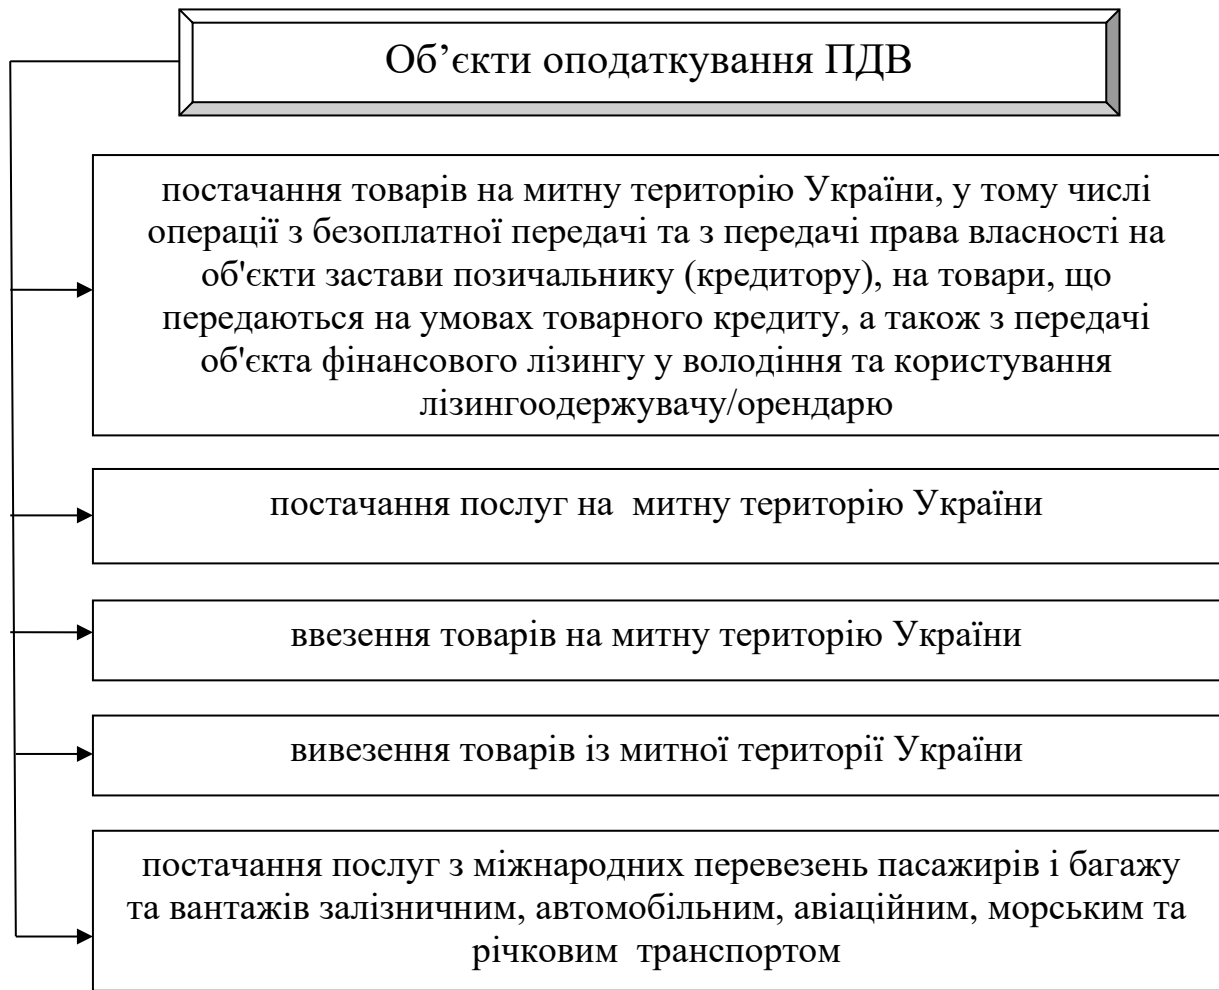 Об’єкти оподаткування ПДВ
постачання товарів на митну територію України, у тому числі
операції з безоплатної передачі та з передачі права власності на
об'єкти застави позичальнику (кредитору), на товари, що
передаються на умовах товарного кредиту, а також з передачі
об'єкта фінансового лізингу у володіння та користування
лізингоодержувачу/орендарю
постачання послуг на митну територію України
ввезення товарів на митну територію України
вивезення товарів із митної території України
постачання послуг з міжнародних перевезень пасажирів і багажу
та вантажів залізничним, автомобільним, авіаційним, морським та
річковим транспортом